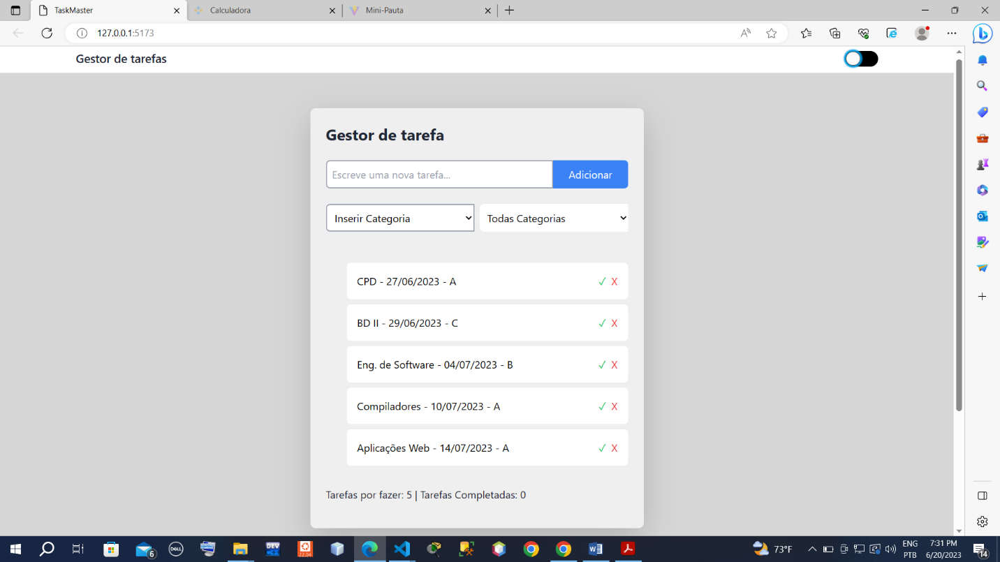 TaskMaster
Calculadora
Mini-Pauta
127.0.0.1:5173
Gestor de tarefas
Gestor de tarefa
Escreve uma nova tarefa...
Adicionar
Inserir Categoria
Todas Categorias
CPD - 27/06/2023 - A
✓ X
BD II - 29/06/2023 - C
✓ X
Eng. de Software - 04/07/2023 - B
✓ X
Compiladores - 10/07/2023 - A
✓ X
Aplicações Web - 14/07/2023 - A
✓ X
Tarefas por fazer: 5 | Tarefas Completadas: 0
6
DELL
DEV
22.04
73°F
ENG
PTB
7:31 PM
6/20/2023
14